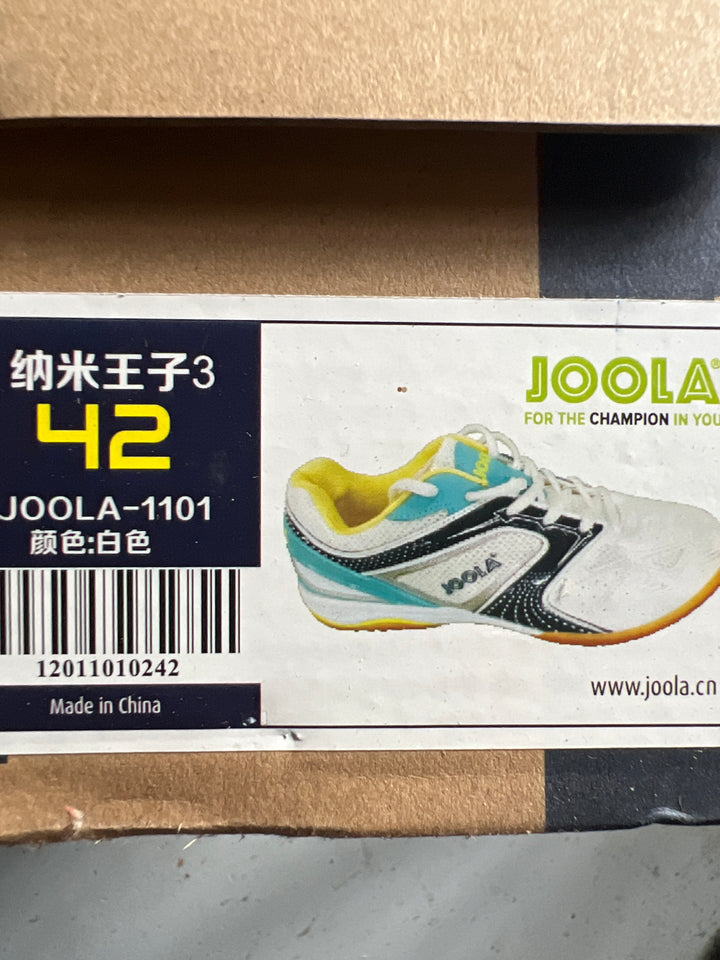 纳米王子3
42
JOOLA-1101
颜色:白色
12011010242
Made in China
JOOLA®
FOR THE CHAMPION IN YOU
JOOLA
JOOLA
www.joola.cn